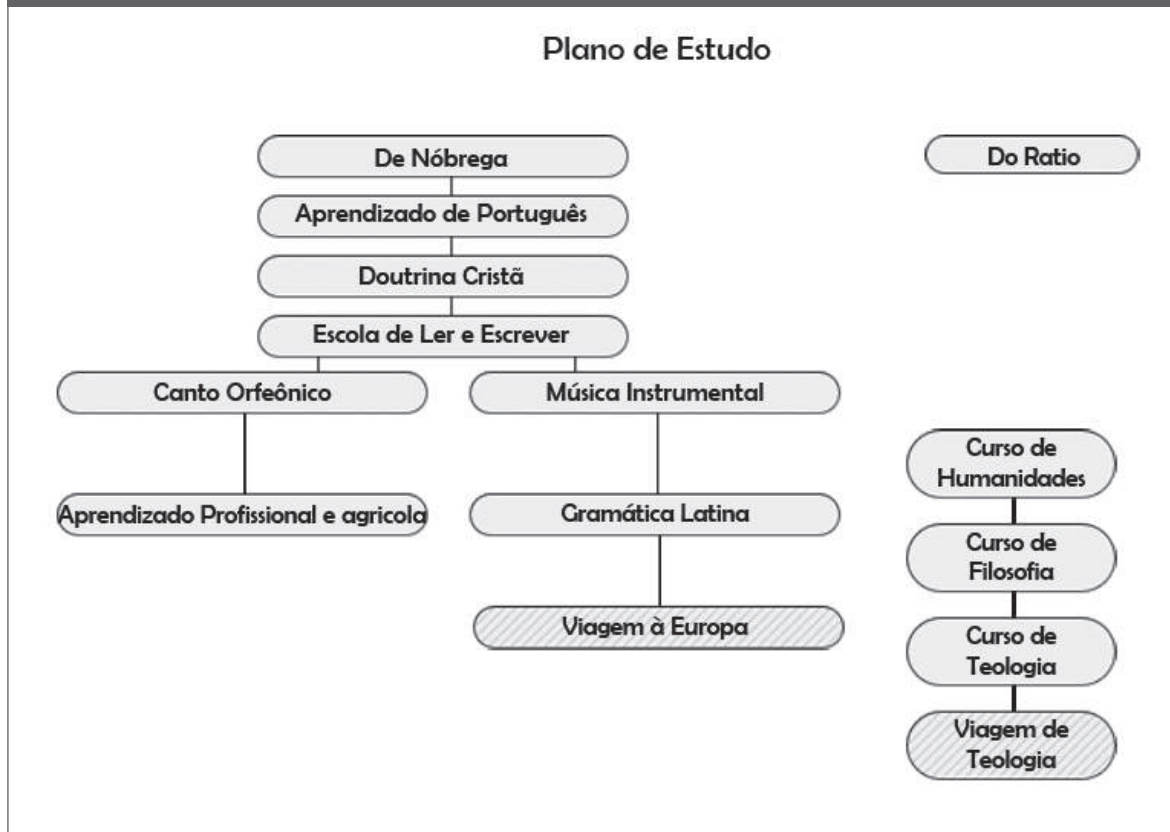 Plano de Estudo
De Nóbrega
Do Ratio
Aprendizado de Português
Doutrina Cristã
Escola de Ler e Escrever
Canto Orfeônico
Música Instrumental
Aprendizado Profissional e agricola
Gramática Latina
Viagem à Europa
Curso de
Humanidades
Curso de
Filosofia
Curso de
Teologia
Viagem de
Teologia